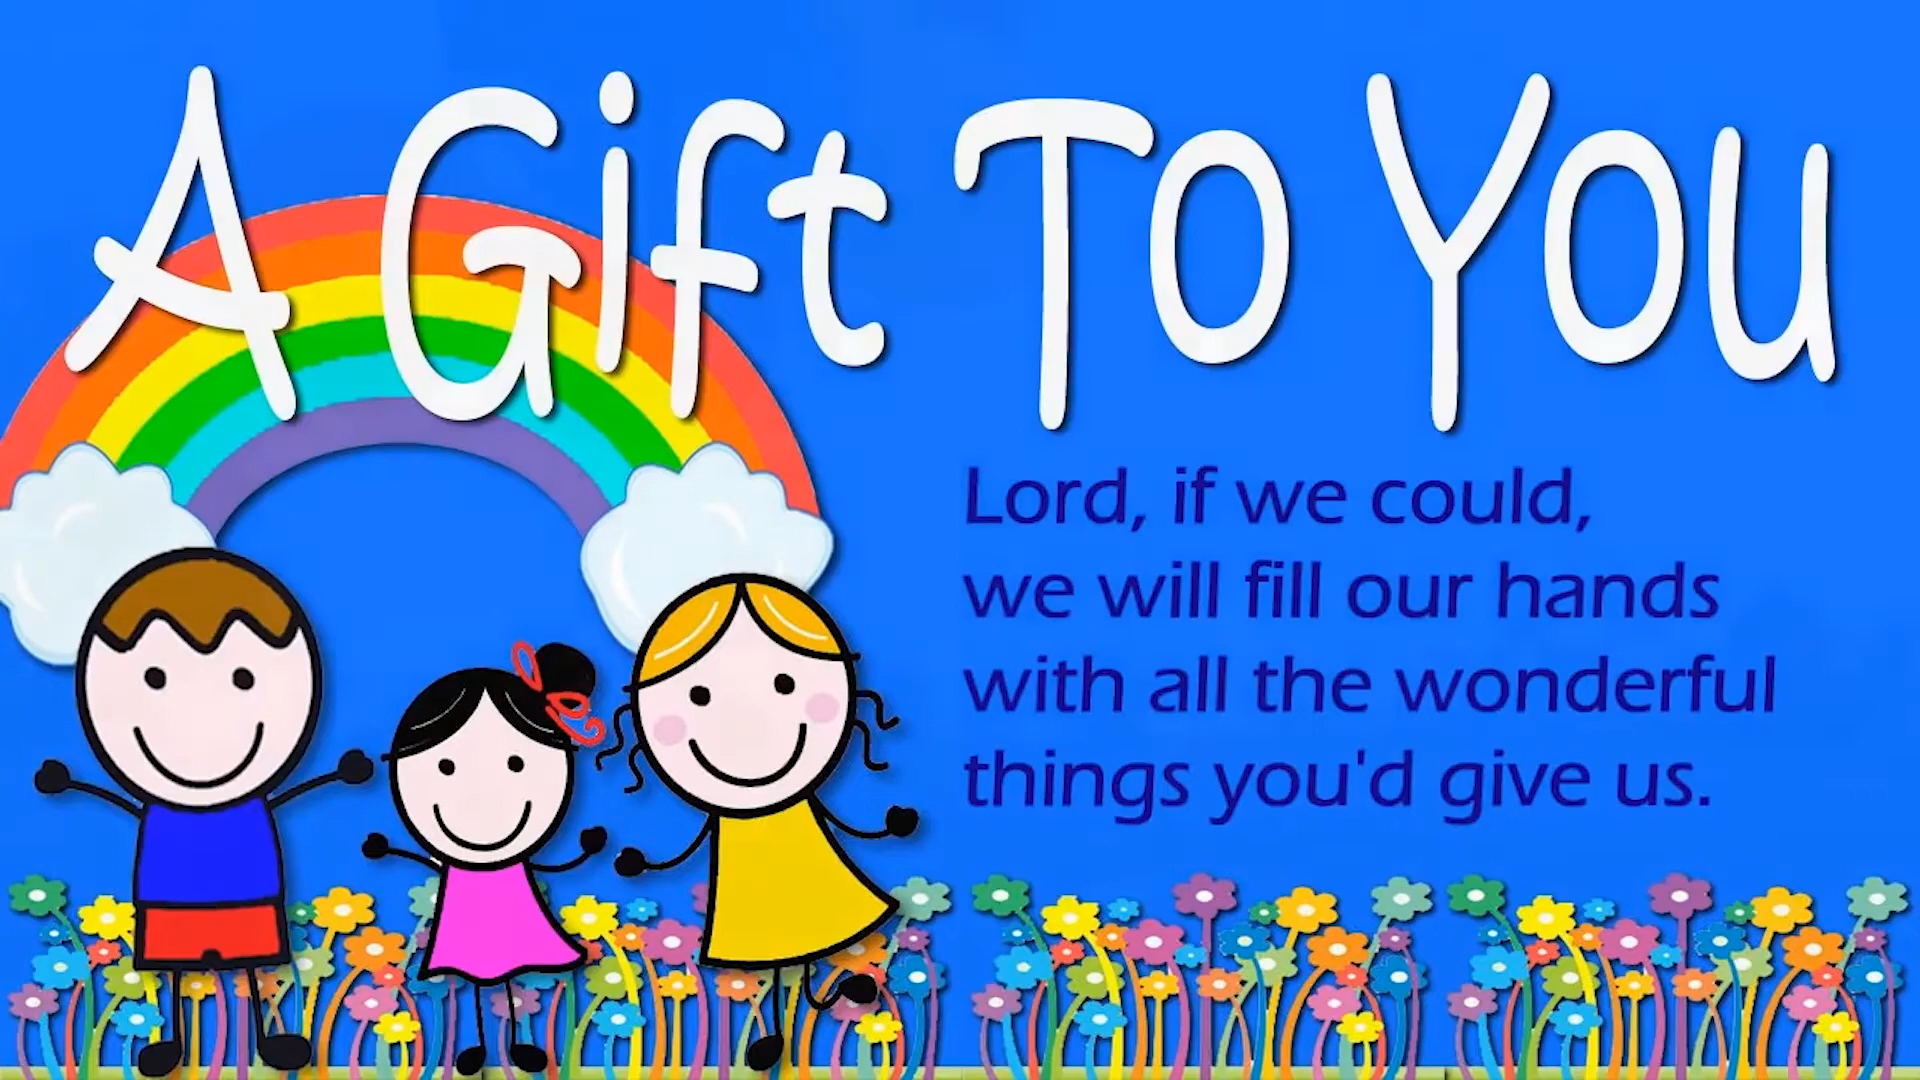 A Gift To You
Lord, if we could,
we will fill our hands
with all the wonderful
things you'd give us.